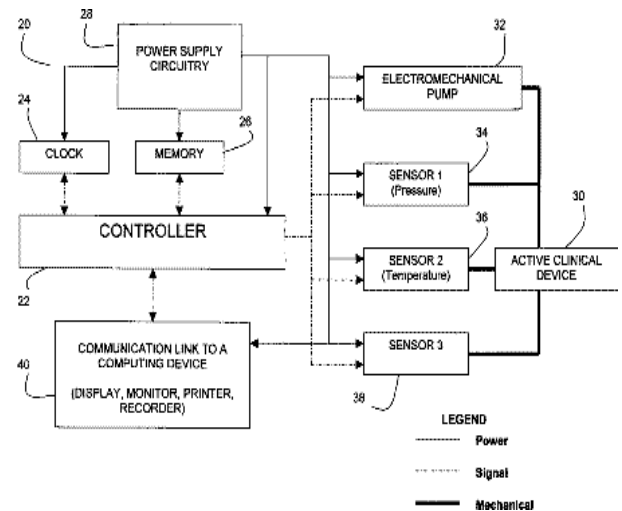 28
20
POWER SUPPLY
CIRCUITRY
32
ELECTROMECHANICAL
PUMP
24
26
CLOCK
MEMORY
34
SENSOR 1
(Pressure)
CONTROLLER
36
30
SENSOR 2
(Temperature)
ACTIVE CLINICAL
DEVICE
22
COMMUNICATION LINK TO A
COMPUTING DEVICE
(DISPLAY, MONITOR, PRINTER,
RECORDER)
40
SENSOR 3
38
LEGEND
Power
Signal
Mechanical